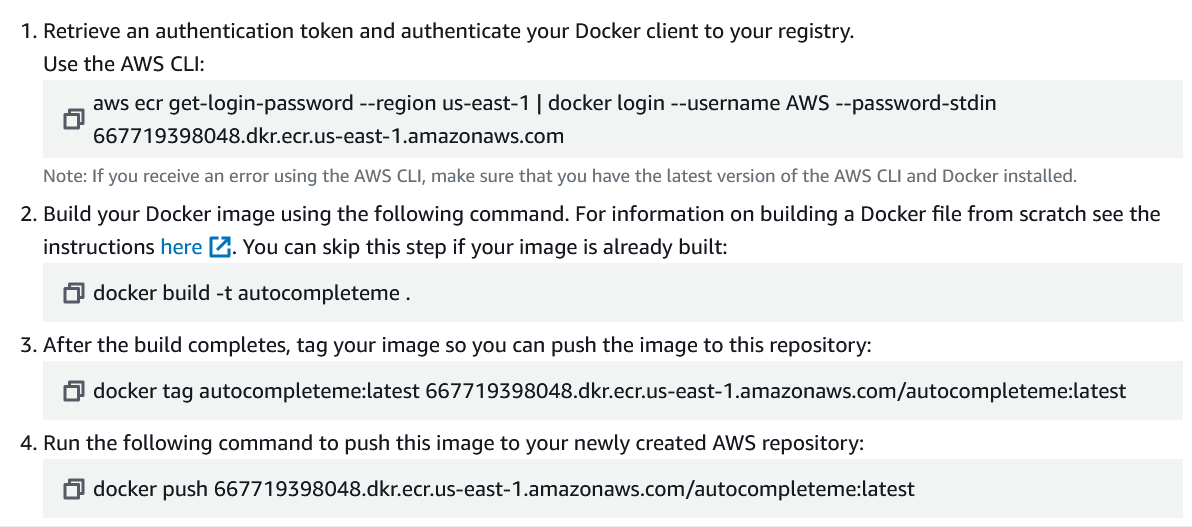 1. Retrieve an authentication token and authenticate your Docker client to your registry.
Use the AWS CLI:
aws ecr get-login-password --region us-east-1 | docker login --username AWS --password-stdin
667719398048.dkr.ecr.us-east-1.amazonaws.com
Note: If you receive an error using the AWS CLI, make sure that you have the latest version of the AWS CLI and Docker installed.
2. Build your Docker image using the following command. For information on building a Docker file from scratch see the
instructions here . You can skip this step if your image is already built:
docker build -t autocompleteme .
3. After the build completes, tag your image so you can push the image to this repository:
docker tag autocompleteme:latest 667719398048.dkr.ecr.us-east-1.amazonaws.com/autocompleteme:latest
4. Run the following command to push this image to your newly created AWS repository:
docker push 667719398048.dkr.ecr.us-east-1.amazonaws.com/autocompleteme:latest